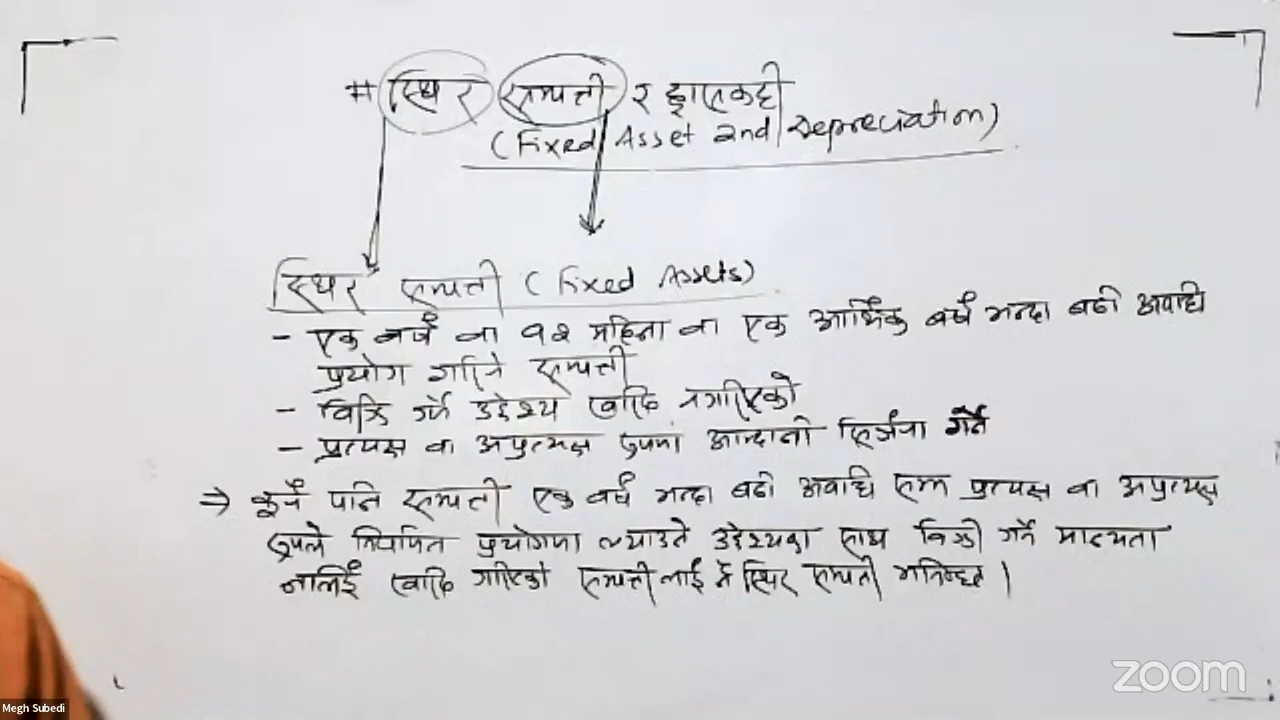 # स्थिर सम्पत्ती र ह्रासकट्टी
(Fixed Asset and Depreciation)
स्थिर सम्पत्ती (Fixed Assets)
- एक वर्ष वा १२ महिना वा एक आर्थिक वर्ष भन्दा बढी अवधि
प्रयोग गरिने सम्पत्ती
- विक्रि गर्ने उद्देश्य खरिद नगरिएको
- प्रत्यक्ष वा अप्रत्यक्ष रुपमा आम्दानी सिर्जना गर्ने
⇒ कुनै पनि सम्पत्ती एक वर्ष भन्दा बढी अवधि सम्म प्रत्यक्ष वा अप्रत्यक्ष
रुपले नियमित प्रयोगमा ल्याउने उद्देश्यका साथ विक्री गर्ने मान्यता
नालिई खरिद गरिएको सम्पत्तीलाई नै स्थिर सम्पत्ती भनिन्छ।
zoom
Megh Subedi